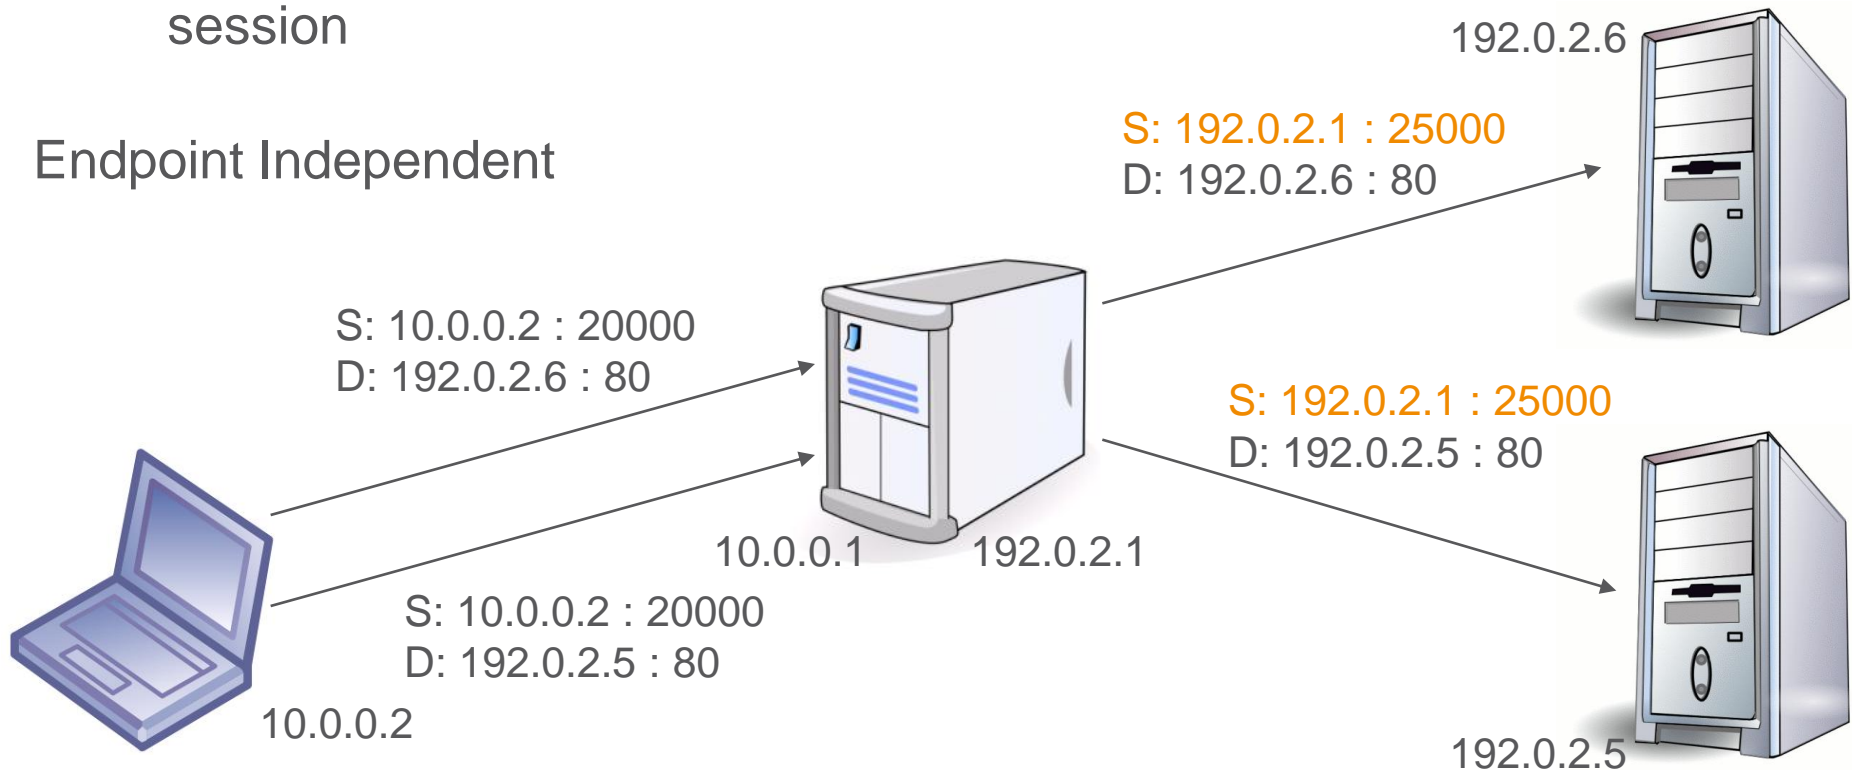 session
192.0.2.6
S: 192.0.2.1 : 25000
D: 192.0.2.6 : 80
Endpoint Independent
S: 10.0.0.2 : 20000
D: 192.0.2.6 : 80
S: 192.0.2.1 : 25000
D: 192.0.2.5 : 80
10.0.0.1
192.0.2.1
S: 10.0.0.2 : 20000
D: 192.0.2.5 : 80
10.0.0.2
192.0.2.5